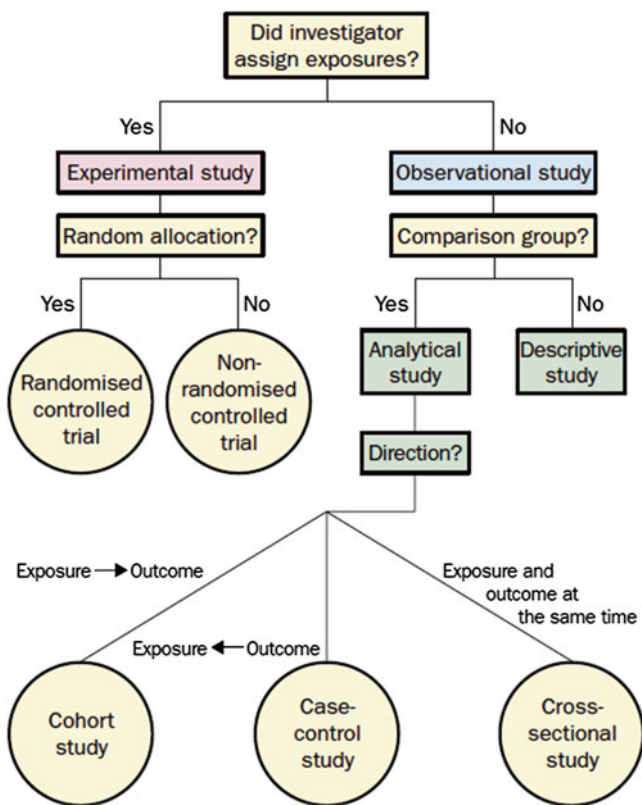 Did investigator
assign exposures?
Yes
No
Experimental study
Observational study
Random allocation?
Comparison group?
Yes
No
Yes
No
Randomised
controlled
trial
Non-
randomised
controlled
trial
Analytical
study
Descriptive
study
Direction?
Exposure → Outcome
Exposure and
outcome at
the same time
Exposure ← Outcome
Cohort
study
Case-
control
study
Cross-
sectional
study